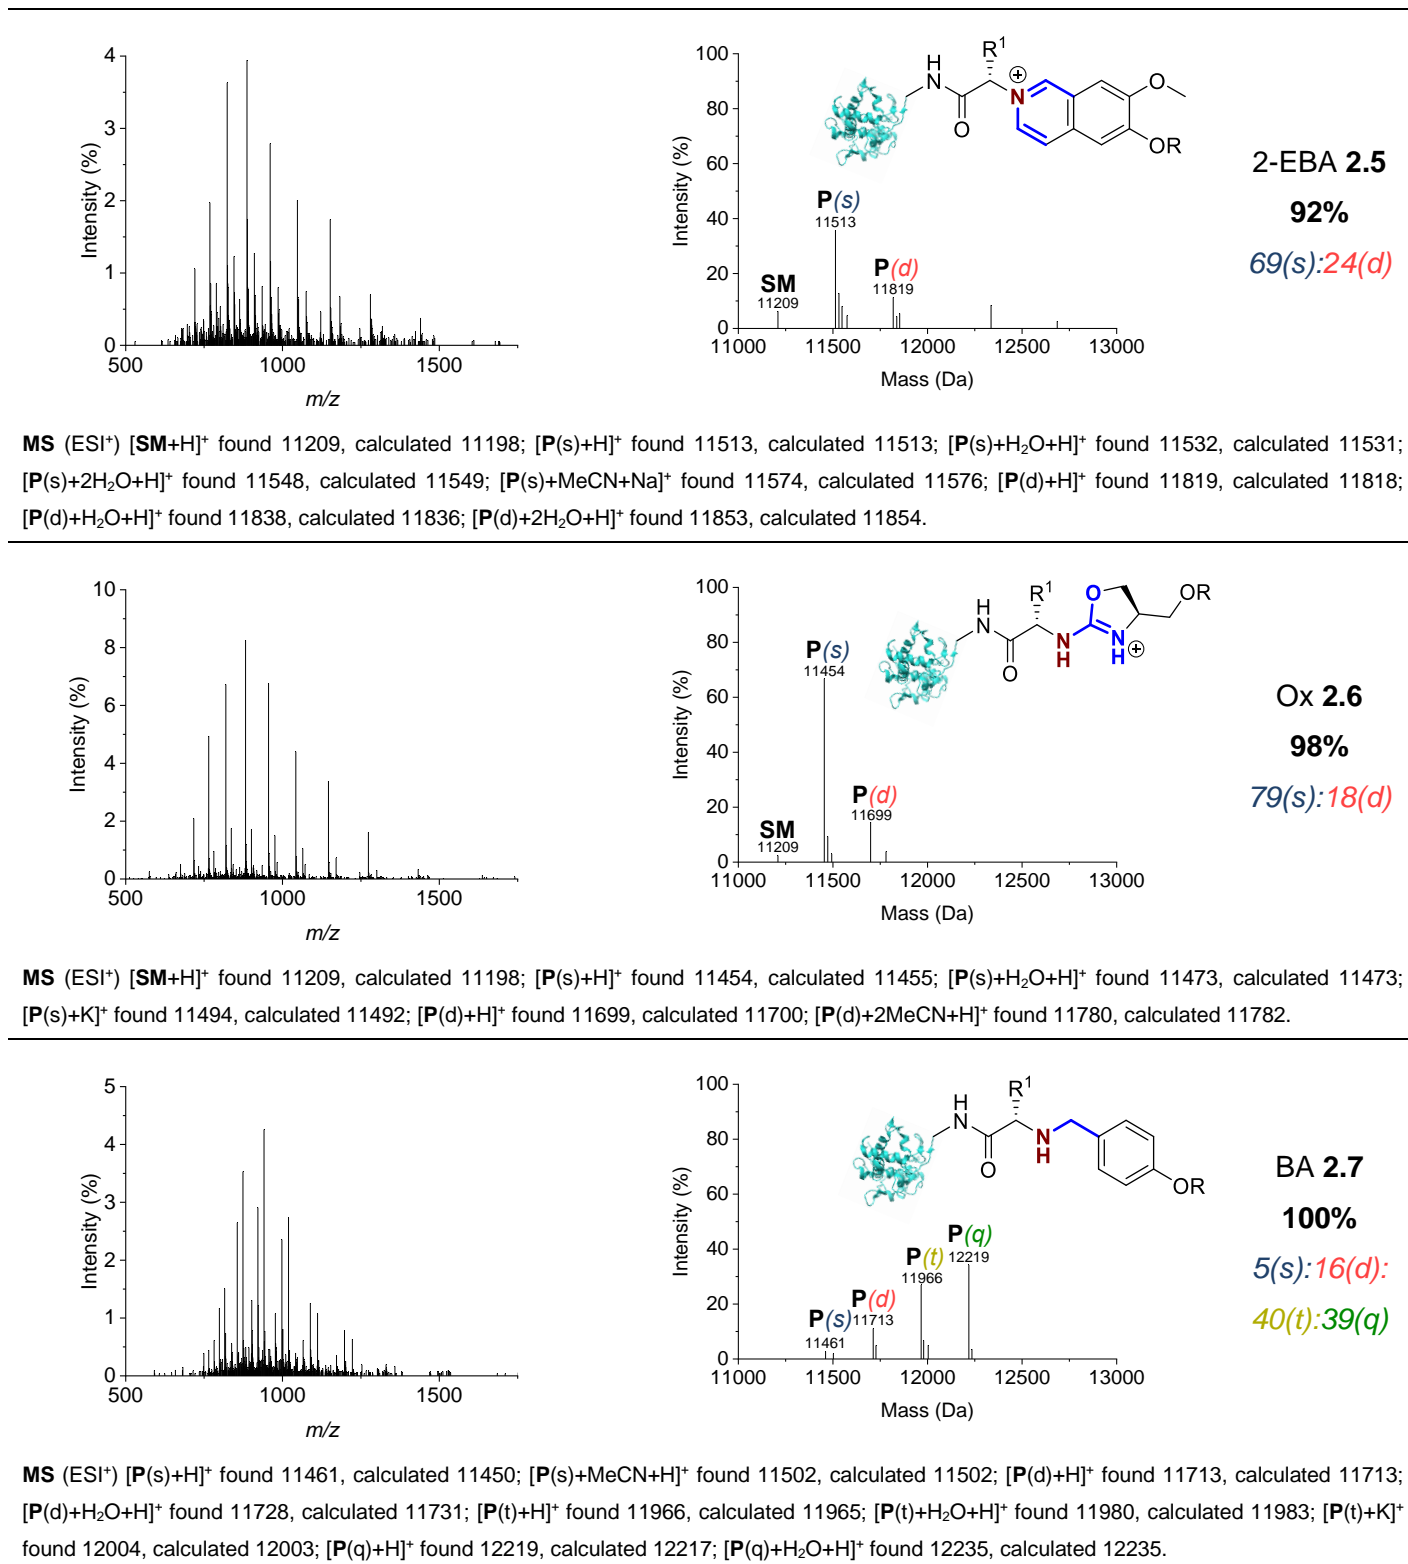 4
3
2
1
0
500
1000
1500
Intensity (%)
m/z
100
80
60
40
20
0
11000
11500
12000
12500
13000
Intensity (%)
Mass (Da)
SM
11209
P(s)
11513
P(d)
11819
H
N
O
R¹
⊕
N
O
OR
2-EBA 2.5
92%
69(s):24(d)
MS (ESI⁺) [SM+H]⁺ found 11209, calculated 11198; [P(s)+H]⁺ found 11513, calculated 11513; [P(s)+H₂O+H]⁺ found 11532, calculated 11531;
[P(s)+2H₂O+H]⁺ found 11548, calculated 11549; [P(s)+MeCN+Na]⁺ found 11574, calculated 11576; [P(d)+H]⁺ found 11819, calculated 11818;
[P(d)+H₂O+H]⁺ found 11838, calculated 11836; [P(d)+2H₂O+H]⁺ found 11853, calculated 11854.
10
8
6
4
2
0
500
1000
1500
Intensity (%)
m/z
100
80
60
40
20
0
11000
11500
12000
12500
13000
Intensity (%)
Mass (Da)
SM
11209
P(s)
11454
P(d)
11699
H
N
O
R¹
N
H
O
N
H
⊕
OR
Ox 2.6
98%
79(s):18(d)
MS (ESI⁺) [SM+H]⁺ found 11209, calculated 11198; [P(s)+H]⁺ found 11454, calculated 11455; [P(s)+H₂O+H]⁺ found 11473, calculated 11473;
[P(s)+K]⁺ found 11494, calculated 11492; [P(d)+H]⁺ found 11699, calculated 11700; [P(d)+2MeCN+H]⁺ found 11780, calculated 11782.
5
4
3
2
1
0
500
1000
1500
Intensity (%)
m/z
100
80
60
40
20
0
11000
11500
12000
12500
13000
Intensity (%)
Mass (Da)
P(s)
11461
P(d)
11713
P(t)
11966
P(q)
12219
H
N
O
R¹
N
H
OR
BA 2.7
100%
5(s):16(d):
40(t):39(q)
MS (ESI⁺) [P(s)+H]⁺ found 11461, calculated 11450; [P(s)+MeCN+H]⁺ found 11502, calculated 11502; [P(d)+H]⁺ found 11713, calculated 11713;
[P(d)+H₂O+H]⁺ found 11728, calculated 11731; [P(t)+H]⁺ found 11966, calculated 11965; [P(t)+H₂O+H]⁺ found 11980, calculated 11983; [P(t)+K]⁺
found 12004, calculated 12003; [P(q)+H]⁺ found 12219, calculated 12217; [P(q)+H₂O+H]⁺ found 12235, calculated 12235.